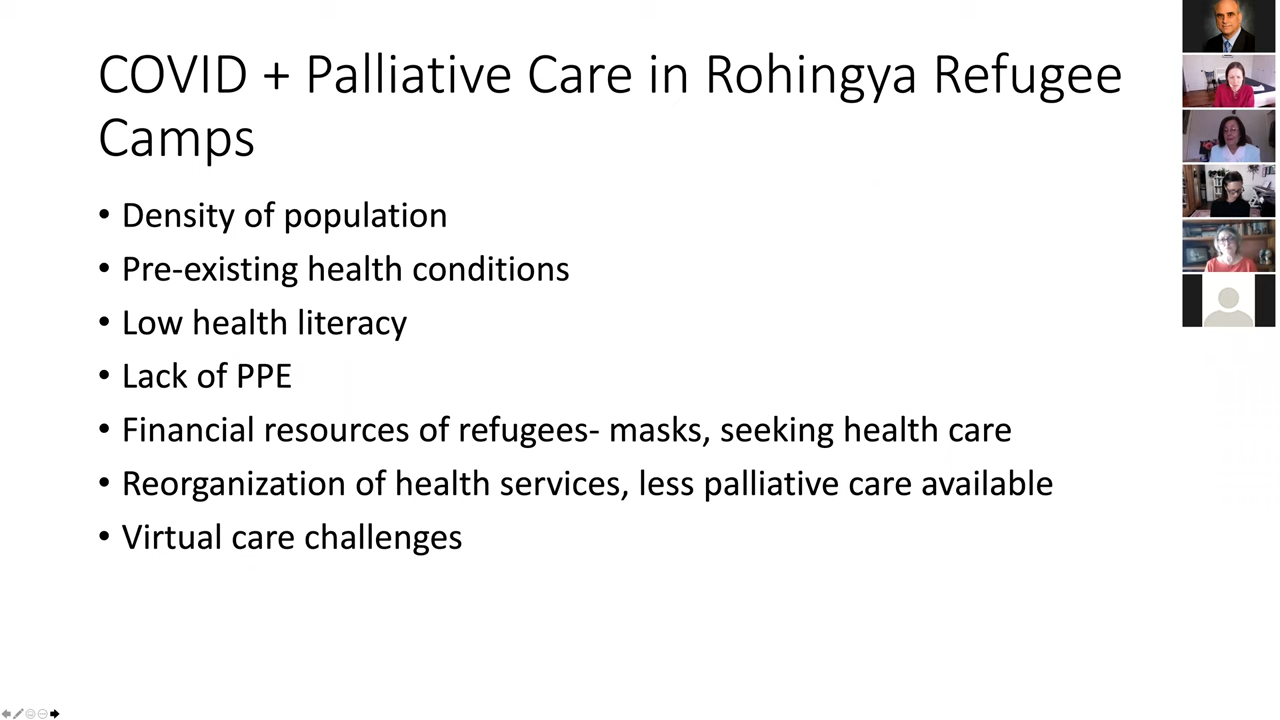 COVID + Palliative Care in Rohingya Refugee
Camps
• Density of population
• Pre-existing health conditions
• Low health literacy
• Lack of PPE
• Financial resources of refugees- masks, seeking health care
• Reorganization of health services, less palliative care available
• Virtual care challenges